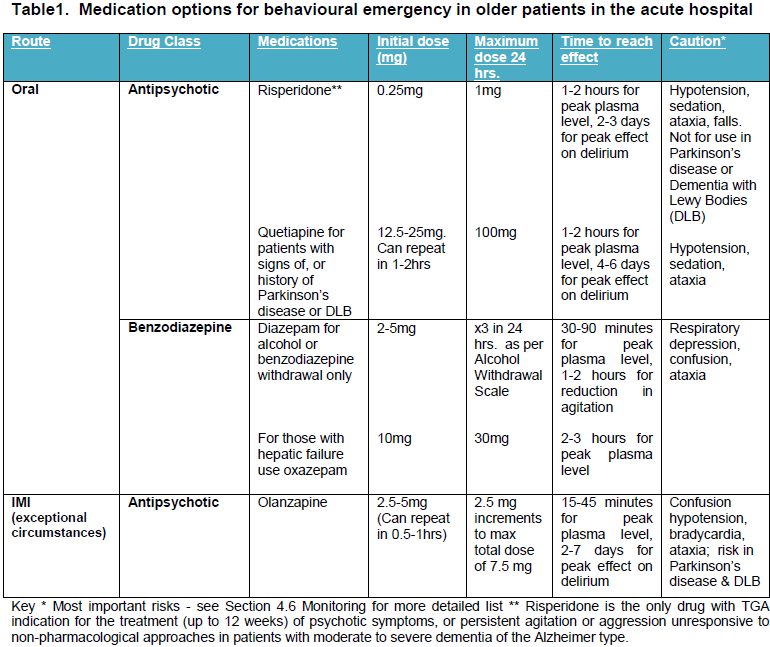 Table1.  Medication options for behavioural emergency in older patients in the acute hospital
Route
Drug Class
Medications
Initial dose
(mg)
Maximum
dose 24
hrs.
Time to reach
effect
Caution*
Oral
Antipsychotic
Risperidone**
0.25mg
1mg
1-2 hours for
peak plasma
level, 2-3 days
for peak effect
on delirium
Hypotension,
sedation,
ataxia, falls.
Not for use in
Parkinson's
disease or
Dementia with
Lewy Bodies
(DLB)
Quetiapine for
patients with
signs of, or
history of
Parkinson's
disease or DLB
12.5-25mg.
Can repeat
in 1-2hrs
100mg
1-2 hours for
peak plasma
level, 4-6 days
for peak effect
on delirium
Hypotension,
sedation,
ataxia
Benzodiazepine
Diazepam for
alcohol or
benzodiazepine
withdrawal only
2-5mg
x3 in 24
hrs. as per
Alcohol
Withdrawal
Scale
30-90 minutes
for peak
plasma level,
1-2 hours for
reduction in
agitation
Respiratory
depression,
confusion,
ataxia
For those with
hepatic failure
use oxazepam
10mg
30mg
2-3 hours for
peak plasma
level
IMI
(exceptional
circumstances)
Antipsychotic
Olanzapine
2.5-5mg
(Can repeat
in 0.5-1hrs)
2.5 mg
increments
to max
total dose
of 7.5 mg
15-45 minutes
for peak
plasma level,
2-7 days for
peak effect on
delirium
Confusion
hypotension,
bradycardia,
ataxia; risk in
Parkinson's
disease & DLB
Key * Most important risks - see Section 4.6 Monitoring for more detailed list ** Risperidone is the only drug with TGA
indication for the treatment (up to 12 weeks) of psychotic symptoms, or persistent agitation or aggression unresponsive to
non-pharmacological approaches in patients with moderate to severe dementia of the Alzheimer type.